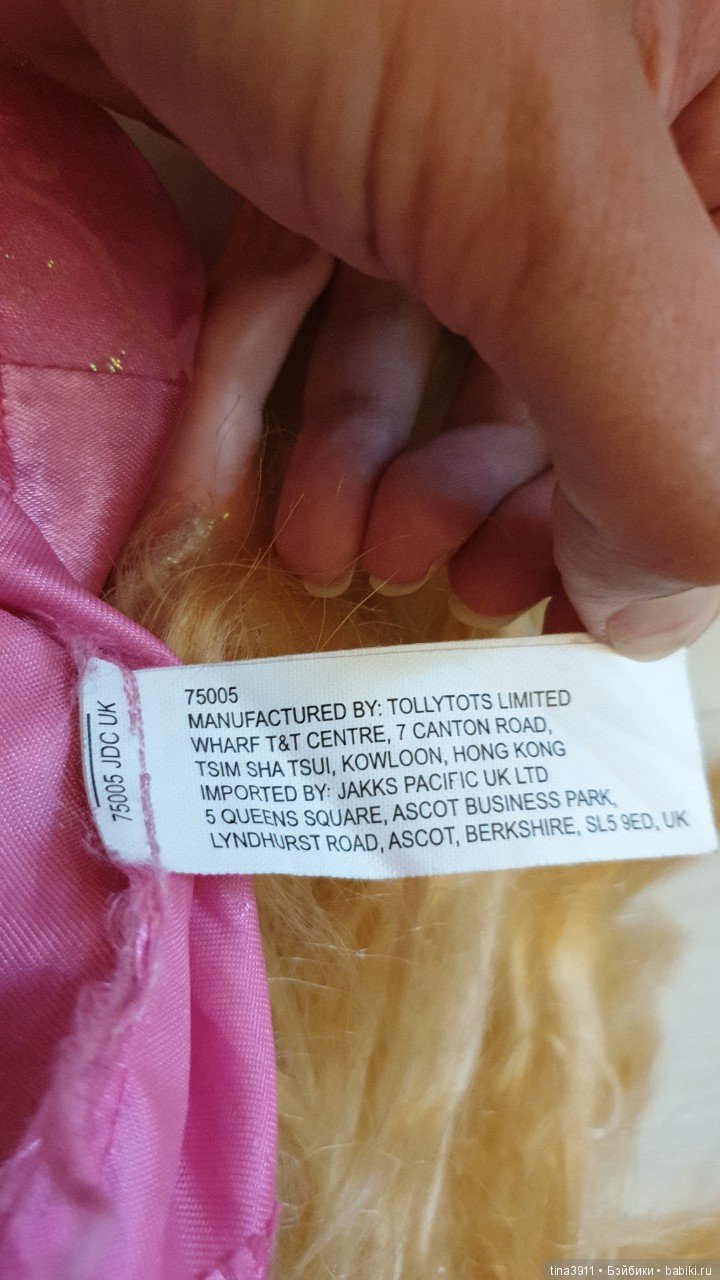 75005
MANUFACTURED BY: TOLLYTOTS LIMITED
WHARF T&T CENTRE, 7 CANTON ROAD,
TSIM SHA TSUI, KOWLOON, HONG KONG
IMPORTED BY: JAKKS PACIFIC UK LTD
5 QUEENS SQUARE, ASCOT BUSINESS PARK,
LYNDHURST ROAD, ASCOT, BERKSHIRE, SL5 9ED, UK
75005 JDC UK
tina3911 • Бэйбики • babiki.ru